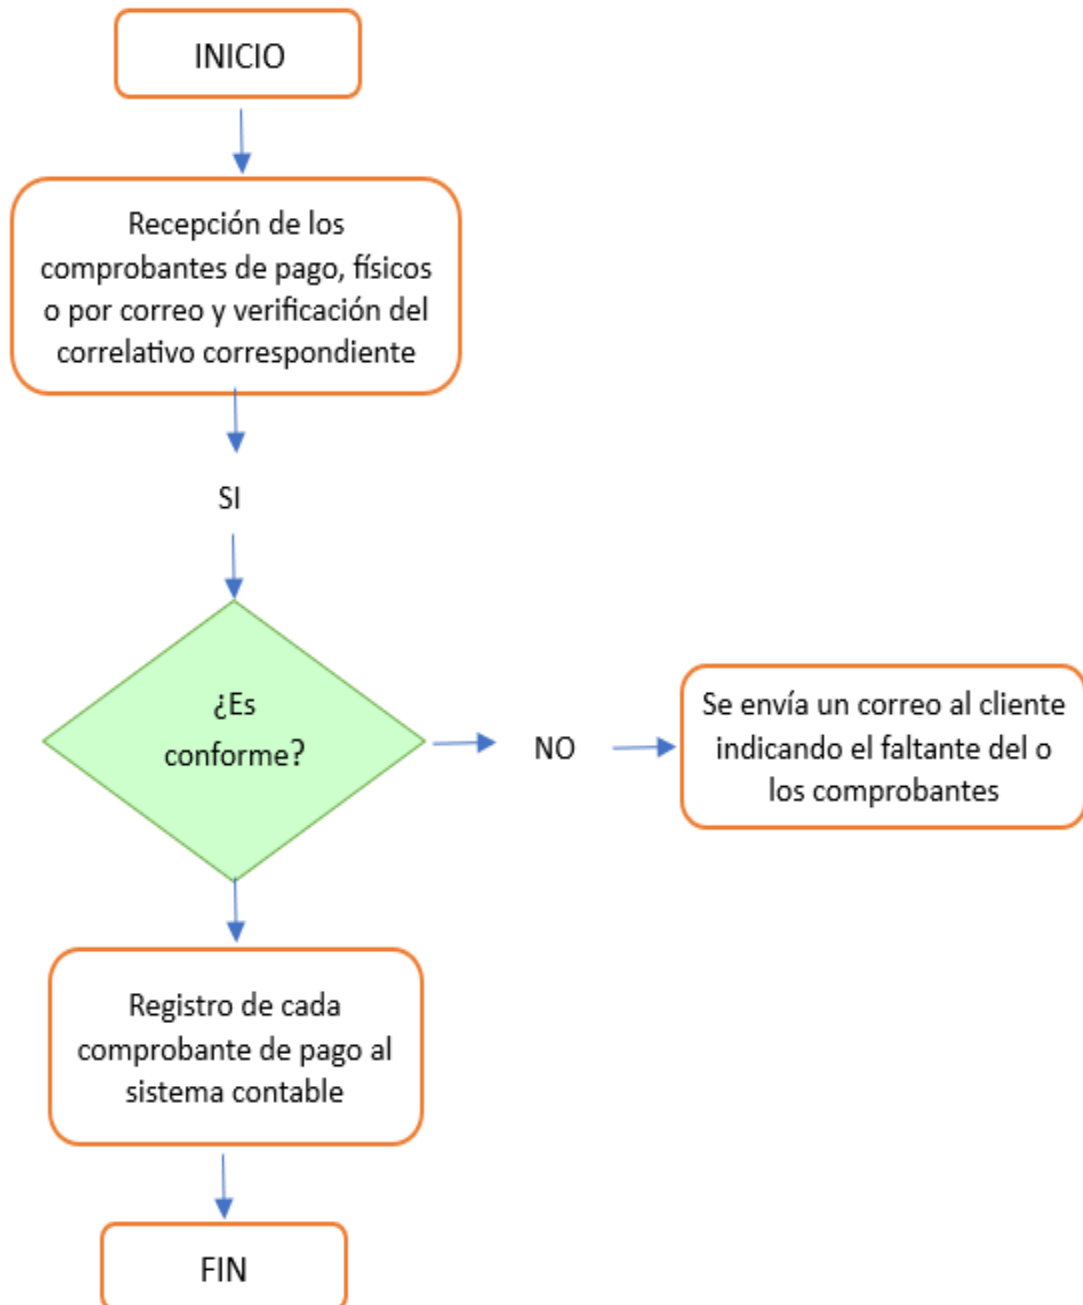 INICIO
Recepción de los
comprobantes de pago, físicos
o por correo y verificación del
correlativo correspondiente
SI
¿Es
conforme?
NO
Se envía un correo al cliente
indicando el faltante del o
los comprobantes
Registro de cada
comprobante de pago al
sistema contable
FIN